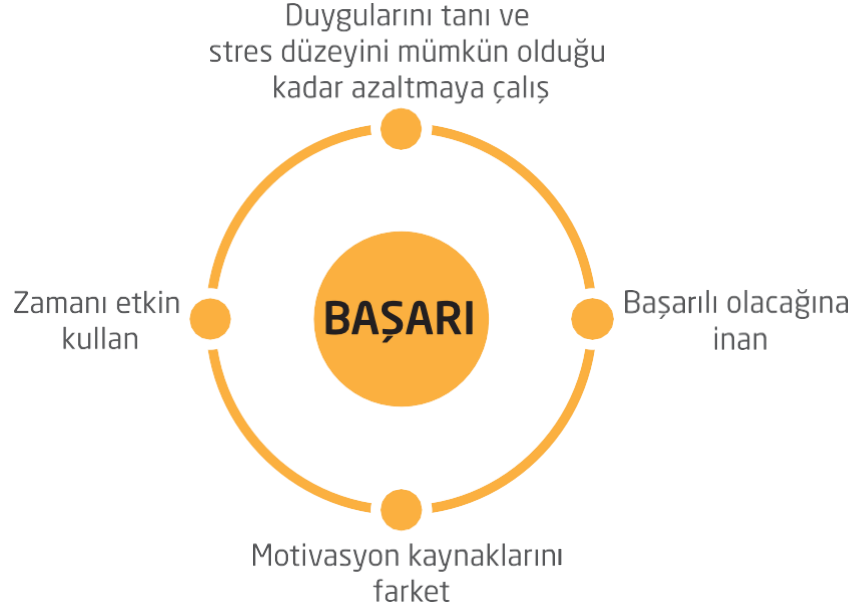 Duygularını tanı ve
stres düzeyini mümkün olduğu
kadar azaltmaya çalış
Zamanı etkin
kullan
BAŞARI
Başarılı olacağına
inan
Motivasyon kaynaklarını
farket